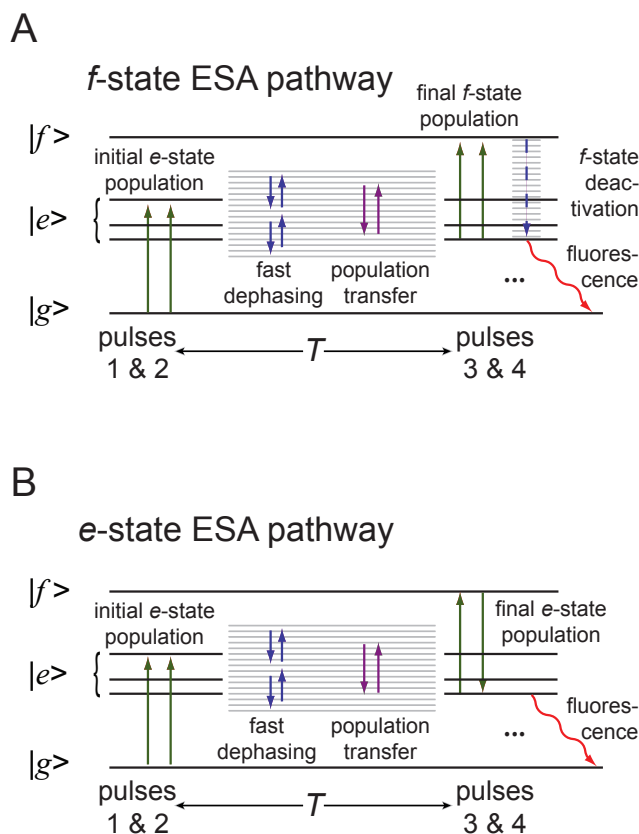 A
f-state ESA pathway
final f-state
population
|f>
initial e-state
population
f-state
deac-
tivation
|e>
{
fast
dephasing
population
transfer
fluores-
cence
...
|g>
pulses
1 & 2
T
pulses
3 & 4
B
e-state ESA pathway
|f>
initial e-state
population
final e-state
population
|e>
{
fast
dephasing
population
transfer
fluores-
cence
...
|g>
pulses
1 & 2
T
pulses
3 & 4